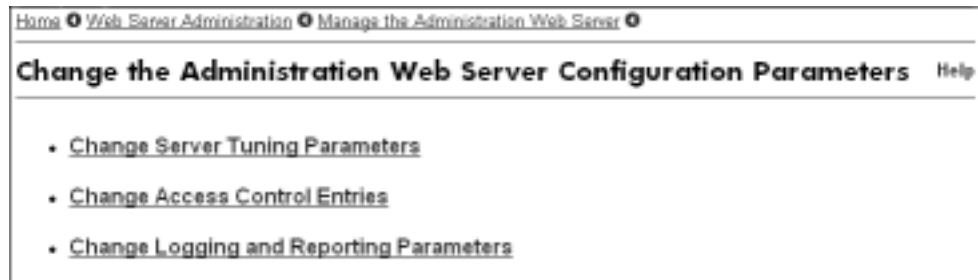 Home Web Server Administration Manage the Administration Web Server
Change the Administration Web Server Configuration Parameters Help
• Change Server Tuning Parameters
• Change Access Control Entries
• Change Logging and Reporting Parameters